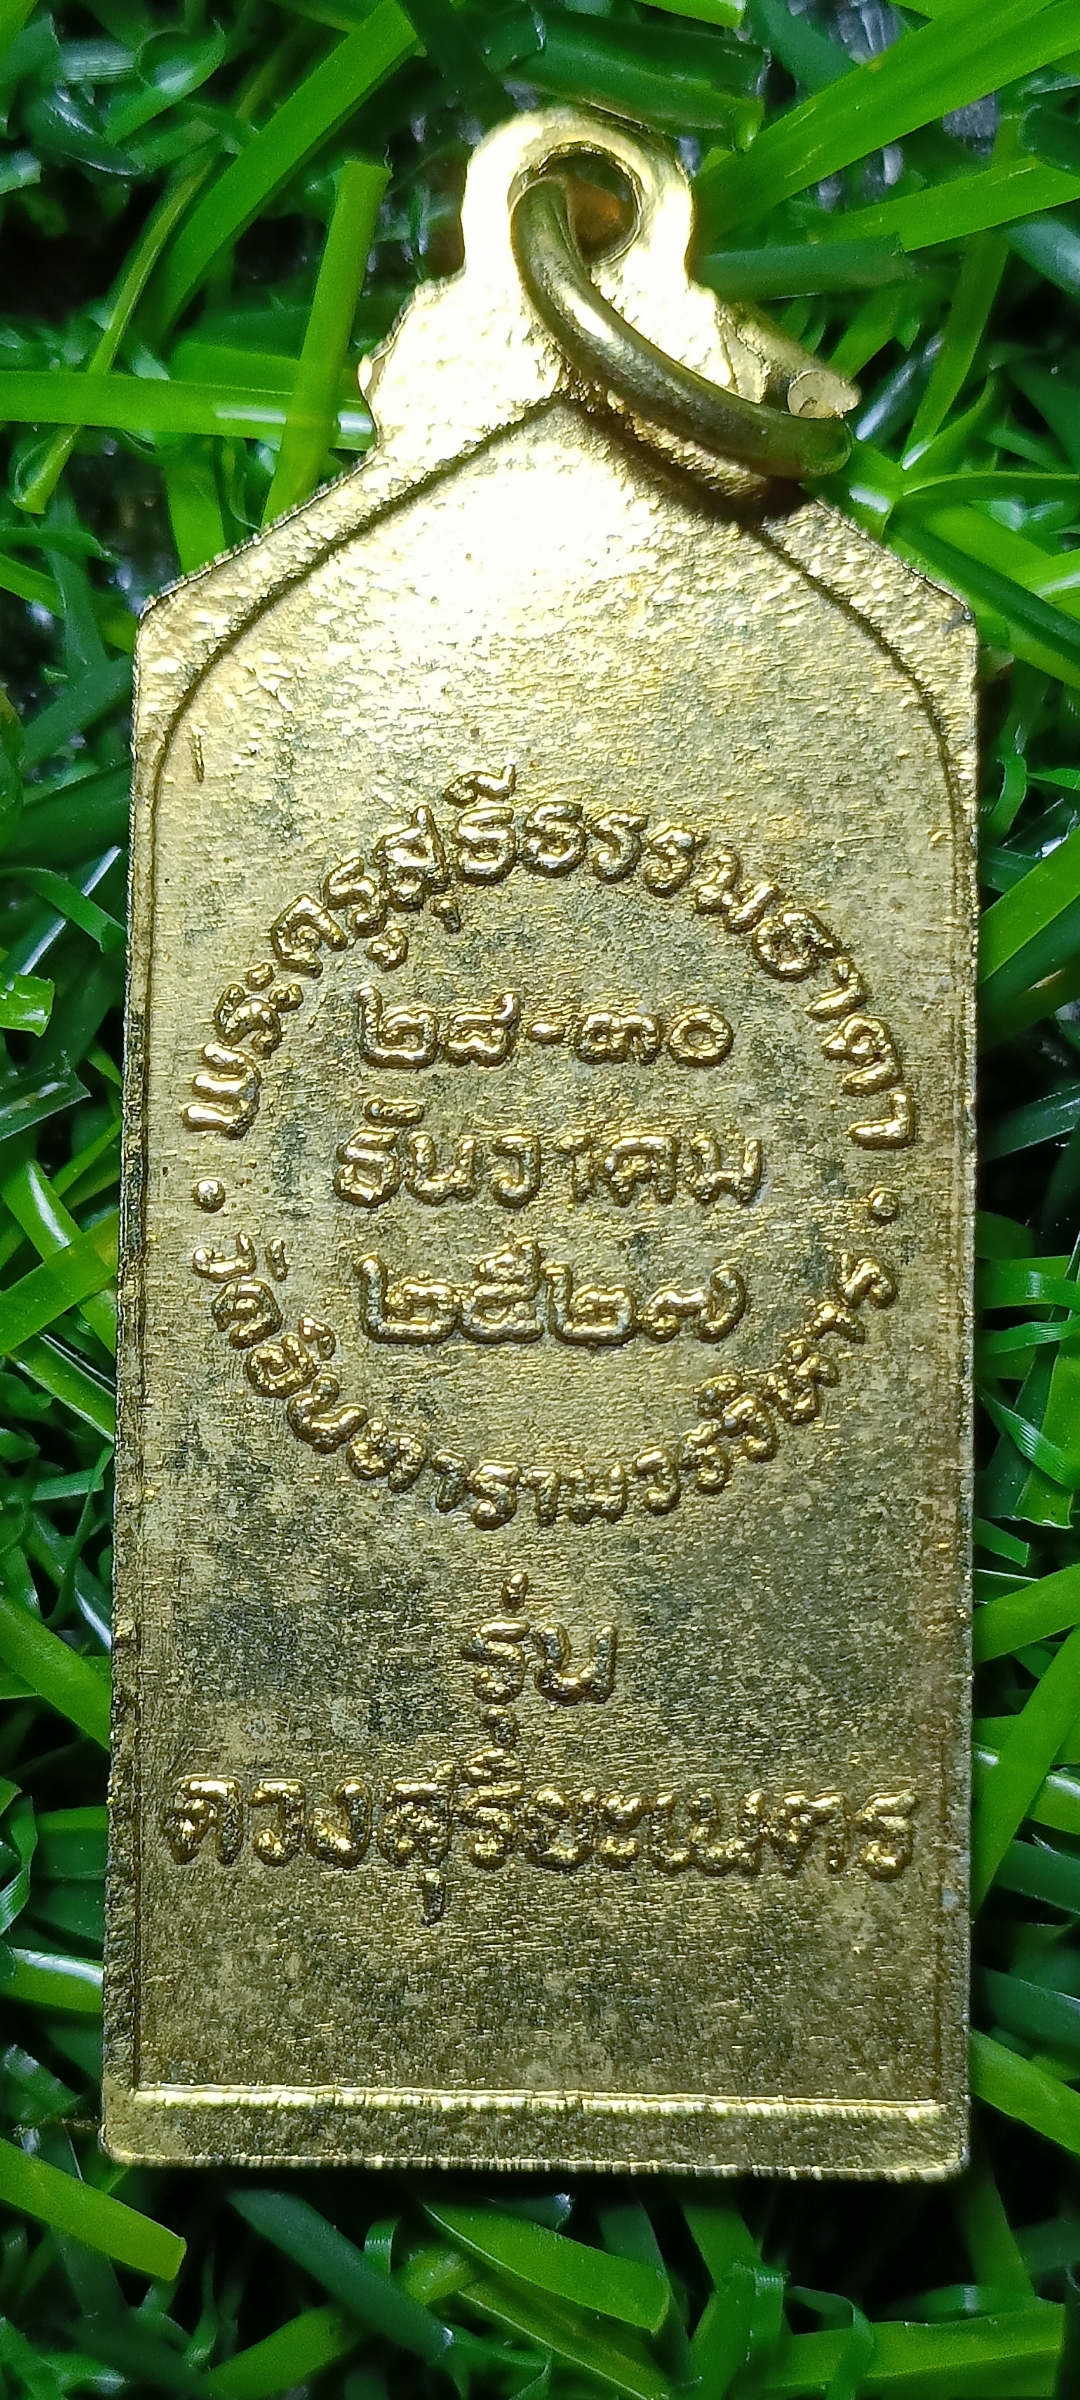 พระครูสุธีธรรมธาดา
๒๘-๓๐
ธันวาคม
๒๕๒๗
วัดอินทารามวรวิหาร
รุ่น
ดวงสุริยะเนตร